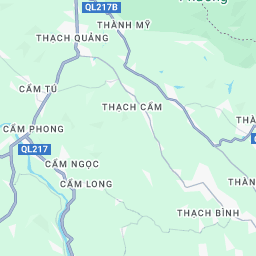 QL217B
THÀNH MỸ
THẠCH QUẢNG
CẨM TÚ
THẠCH CẨM
CẨM PHONG
QL217
CẨM NGỌC
CẨM LONG
THẠCH BÌNH